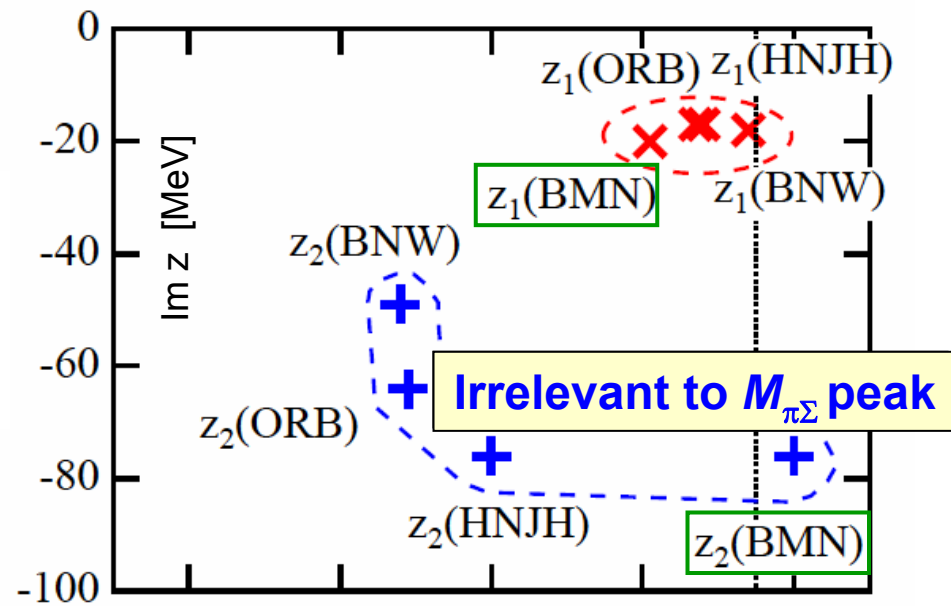 0
-20
-40
-60
-80
-100
Im z [MeV]
z₁(ORB)
z₁(HNJH)
z₁(BMN)
z₁(BNW)
z₂(BNW)
Irrelevant to M_πΣ peak
z₂(ORB)
z₂(HNJH)
z₂(BMN)